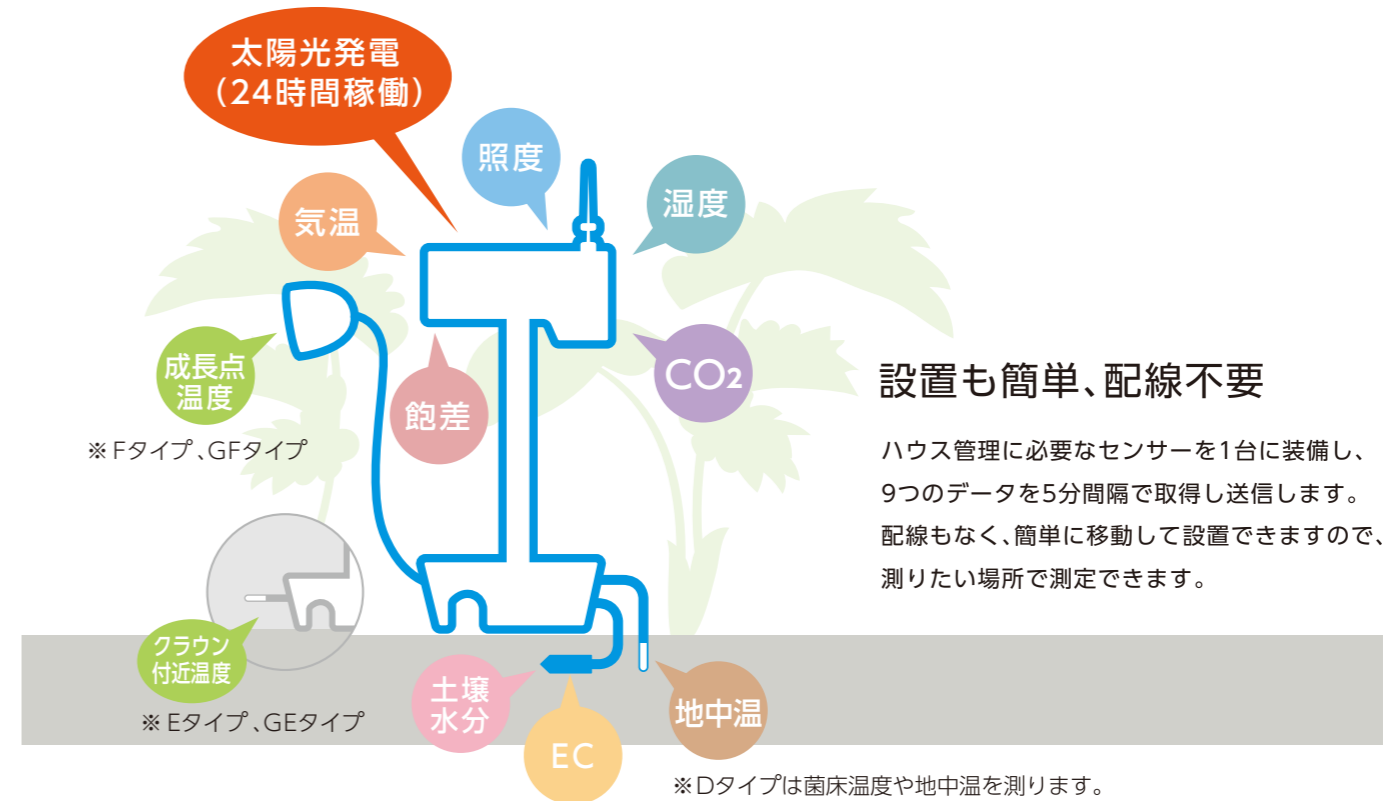 太陽光発電
(24時間稼働)
照度
湿度
気温
成長点
温度
※Fタイプ、GFタイプ
飽差
CO2
設置も簡単、配線不要
ハウス管理に必要なセンサーを1台に装備し、
9つのデータを5分間隔で取得し送信します。
配線もなく、簡単に移動して設置できますので、
測りたい場所で測定できます。
クラウン
付近温度
※Eタイプ、GEタイプ
土壌
水分
EC
地中温
※Dタイプは菌床温度や地中温を測ります。